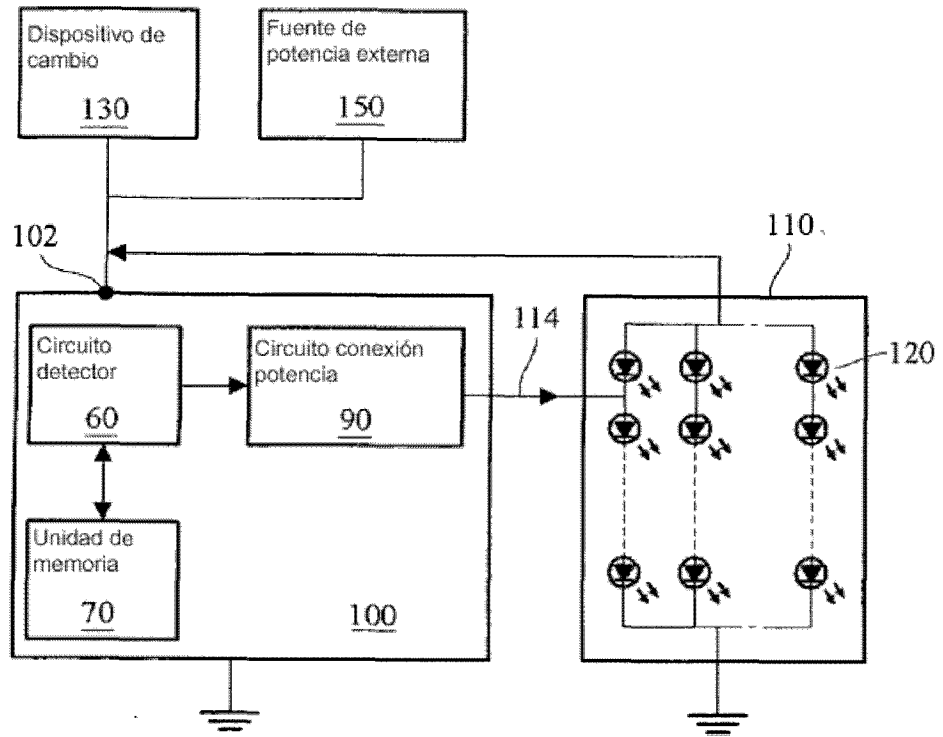 Dispositivo de
cambio
130
Fuente de
potencia externa
150
102
110
Circuito
detector
60
Circuito conexión
potencia
90
114
120
Unidad de
memoria
70
100